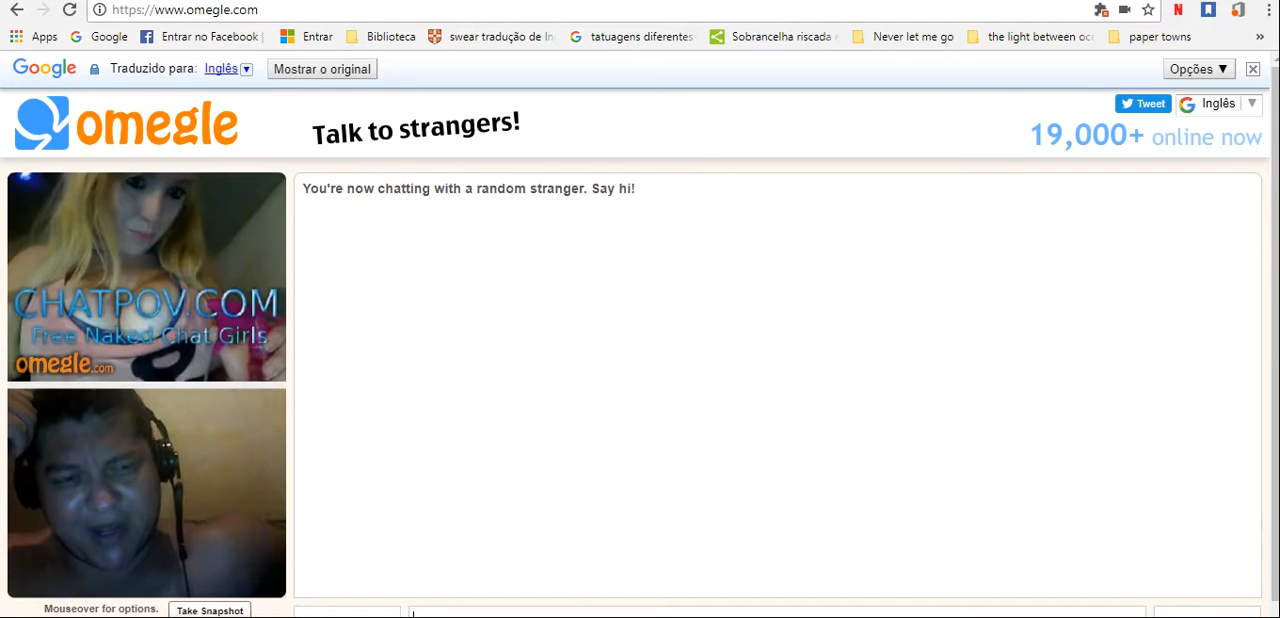 https://www.omegle.com
Apps Google Entrar no Facebook | Entrar Biblioteca swear tradução de In tatuagens diferentes Sobrancelha riscada Never let me go the light between oc paper towns »
Google Traduzido para: Inglês Mostrar o original Opções ▼
Tweet Inglês
omegle Talk to strangers! 19,000+ online now
You're now chatting with a random stranger. Say hi!
CHATPOV.COM
Free Naked Chat Girls
omegle.com
Mouseover for options. Take Snapshot